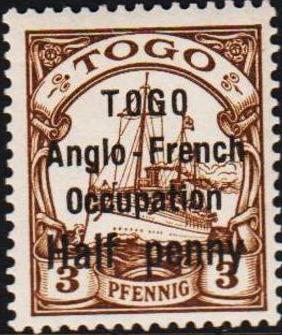 TOGO
TOGO
Anglo-French
Occupation
Half penny
3 PFENNIG 3